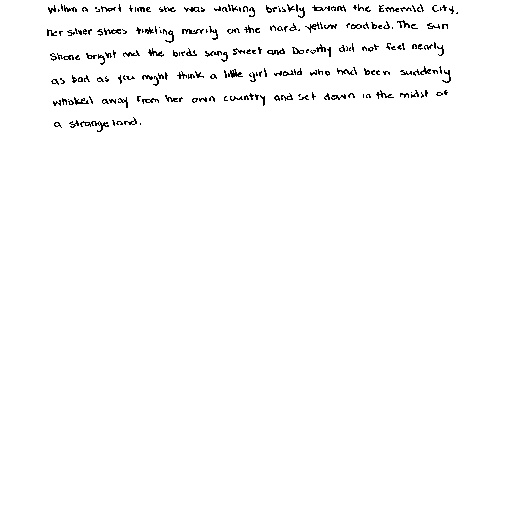 Within a short time she was walking briskly toward the Emerald City,
her silver shoes tinkling merrily on the hard, yellow roadbed. The sun
shone bright and the birds sang sweet and Dorothy did not feel nearly
as bad as you might think a little girl would who had been suddenly
whisked away from her own country and set down in the midst of
a strange land.